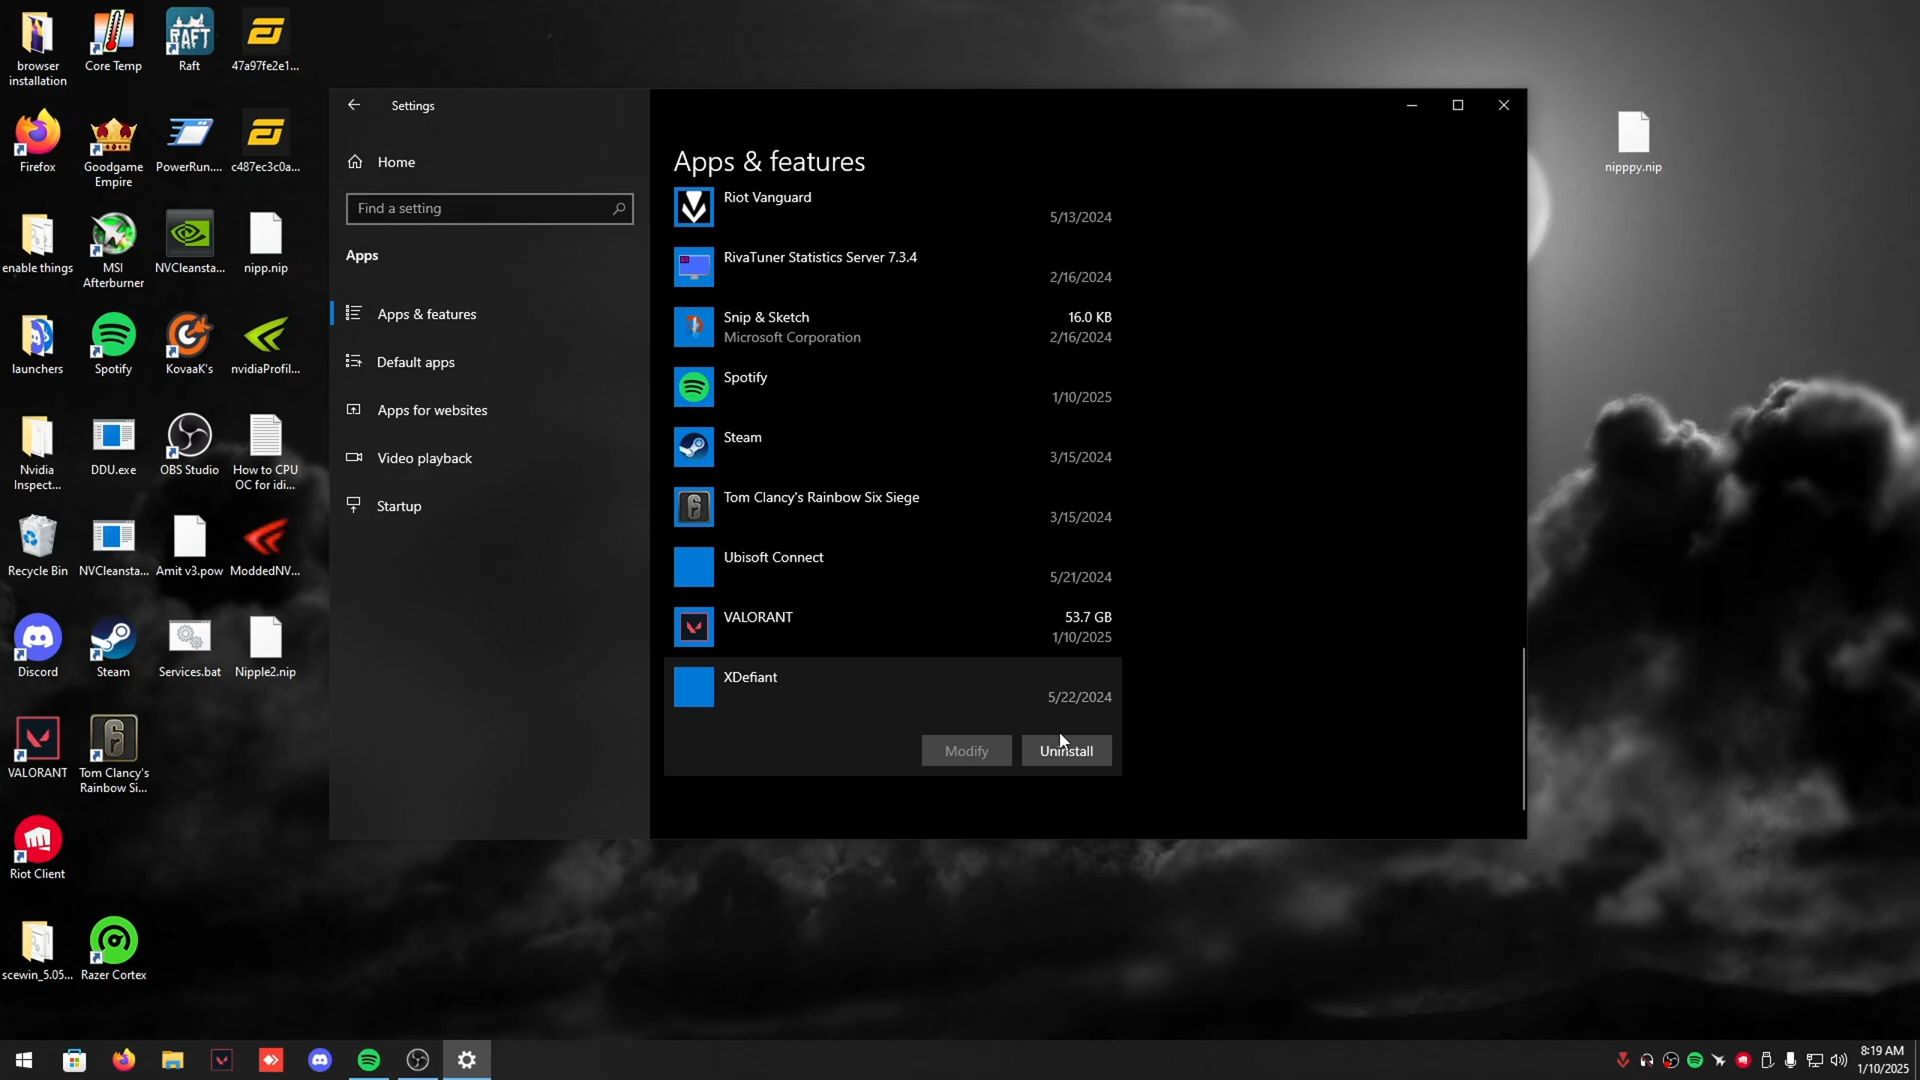 browser
installation
Core Temp
Raft
47a97fe2e1...
Firefox
Goodgame
Empire
PowerRun....
c487ec3c0a...
enable things
MSI
Afterburner
NVCleansta...
nipp.nip
launchers
Spotify
KovaaK's
nvidiaProfil...
Nvidia
Inspect...
DDU.exe
OBS Studio
How to CPU
OC for idi...
Recycle Bin
NVCleansta...
Amit v3.pow
ModdedNV...
Discord
Steam
Services.bat
Nipple2.nip
VALORANT
Tom Clancy's
Rainbow Si...
Riot Client
scewin_5.05...
Razer Cortex
nipppy.nip
Settings
Home
Find a setting
Apps
Apps & features
Default apps
Apps for websites
Video playback
Startup
Apps & features
Riot Vanguard
5/13/2024
RivaTuner Statistics Server 7.3.4
2/16/2024
Snip & Sketch
16.0 KB
Microsoft Corporation
2/16/2024
Spotify
1/10/2025
Steam
3/15/2024
Tom Clancy's Rainbow Six Siege
3/15/2024
Ubisoft Connect
5/21/2024
VALORANT
53.7 GB
1/10/2025
XDefiant
5/22/2024
Modify
Uninstall
8:19 AM
1/10/2025